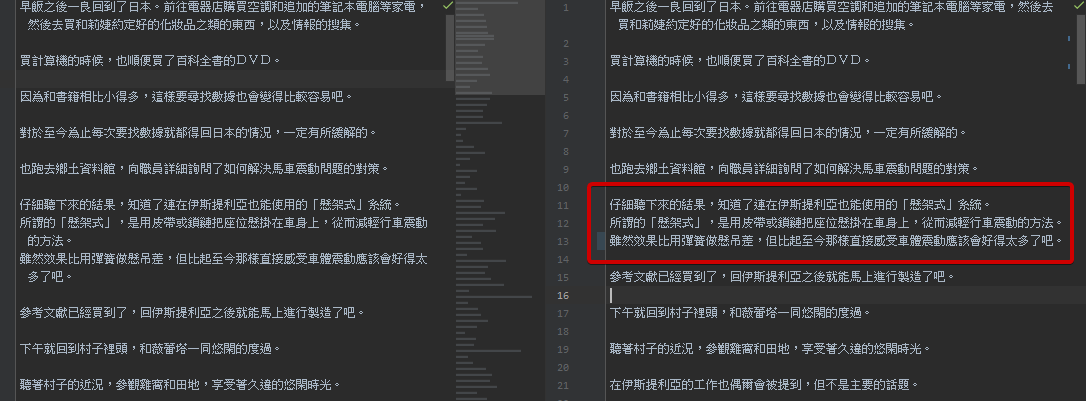 早飯之後一良回到了日本。前往電器店購買空調和追加的筆記本電腦等家電，
然後去買和莉婕約定好的化妝品之類的東西，以及情報的搜集。
買計算機的時候，也順便買了百科全書的ＤＶＤ。
因為和書籍相比小得多，這樣要尋找數據也會變得比較容易吧。
對於至今為止每次要找數據就都得回日本的情況，一定有所緩解的。
也跑去鄉土資料館，向職員詳細詢問了如何解決馬車震動問題的對策。
仔細聽下來的結果，知道了連在伊斯提利亞也能使用的「懸架式」系統。
所謂的「懸架式」，是用皮帶或鎖鏈把座位懸掛在車身上，從而減輕行車震動
的方法。
雖然效果比用彈簧做懸吊差，但比起至今那樣直接感受車體震動應該會好得太
多了吧。
參考文獻已經買到了，回伊斯提利亞之後就能馬上進行製造了吧。
下午就回到村子裡頭，和薇蕾塔一同悠閑的度過。
聽著村子的近況，參觀雞窩和田地，享受著久違的悠閑時光。
1
早飯之後一良回到了日本。前往電器店購買空調和追加的筆記本電腦等家電，然後去
買和莉婕約定好的化妝品之類的東西，以及情報的搜集。
2
3
買計算機的時候，也順便買了百科全書的ＤＶＤ。
4
5
因為和書籍相比小得多，這樣要尋找數據也會變得比較容易吧。
6
7
對於至今為止每次要找數據就都得回日本的情況，一定有所緩解的。
8
9
也跑去鄉土資料館，向職員詳細詢問了如何解決馬車震動問題的對策。
10
11
仔細聽下來的結果，知道了連在伊斯提利亞也能使用的「懸架式」系統。
12
所謂的「懸架式」，是用皮帶或鎖鏈把座位懸掛在車身上，從而減輕行車震動的方法。
13
雖然效果比用彈簧做懸吊差，但比起至今那樣直接感受車體震動應該會好得太多了吧。
14
15
參考文獻已經買到了，回伊斯提利亞之後就能馬上進行製造了吧。
16
17
下午就回到村子裡頭，和薇蕾塔一同悠閑的度過。
18
19
聽著村子的近況，參觀雞窩和田地，享受著久違的悠閑時光。
20
21
在伊斯提利亞的工作也偶爾會被提到，但不是主要的話題。
22